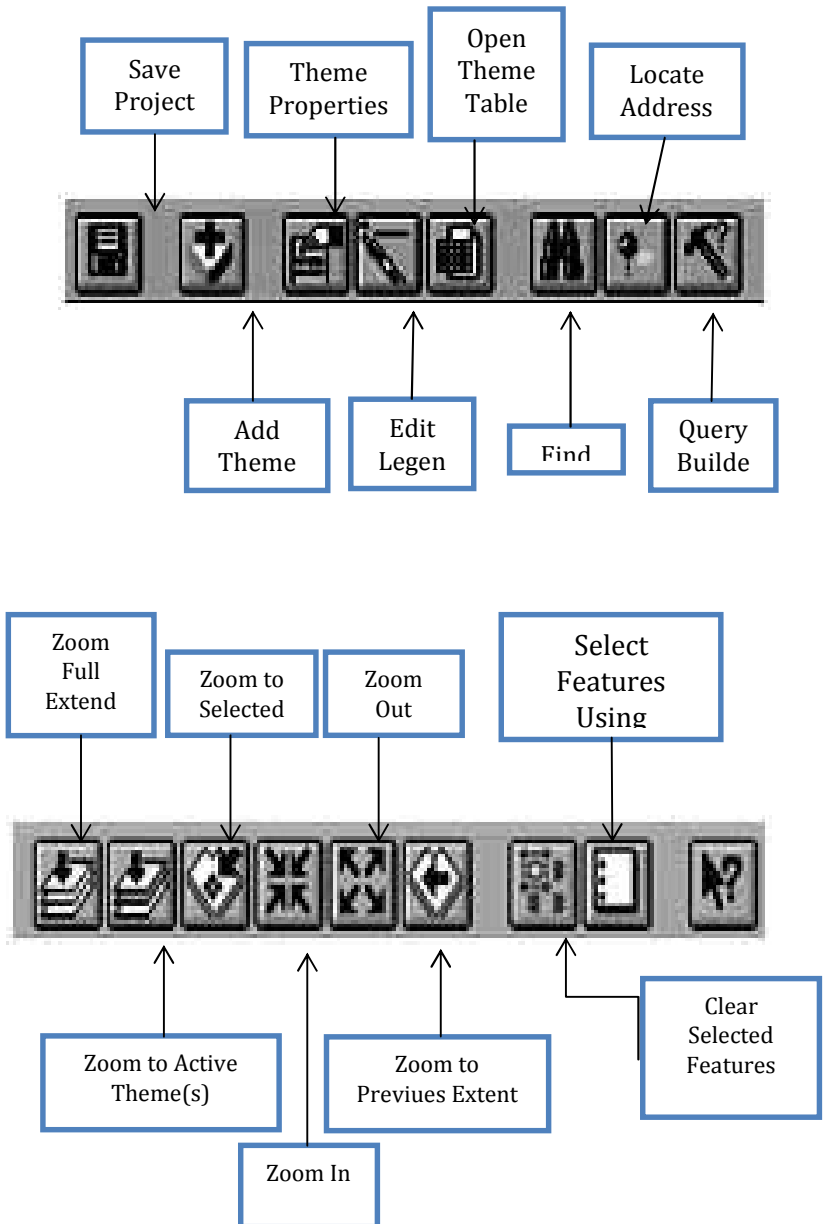 Save
Project
Theme
Properties
Open
Theme
Table
Locate
Address
Add
Theme
Edit
Legen
Find
Query
Builde
Zoom
Full
Extend
Zoom to
Selected
Zoom
Out
Select
Features
Using
Zoom to Active
Theme(s)
Zoom In
Zoom to
Previues Extent
Clear
Selected
Features